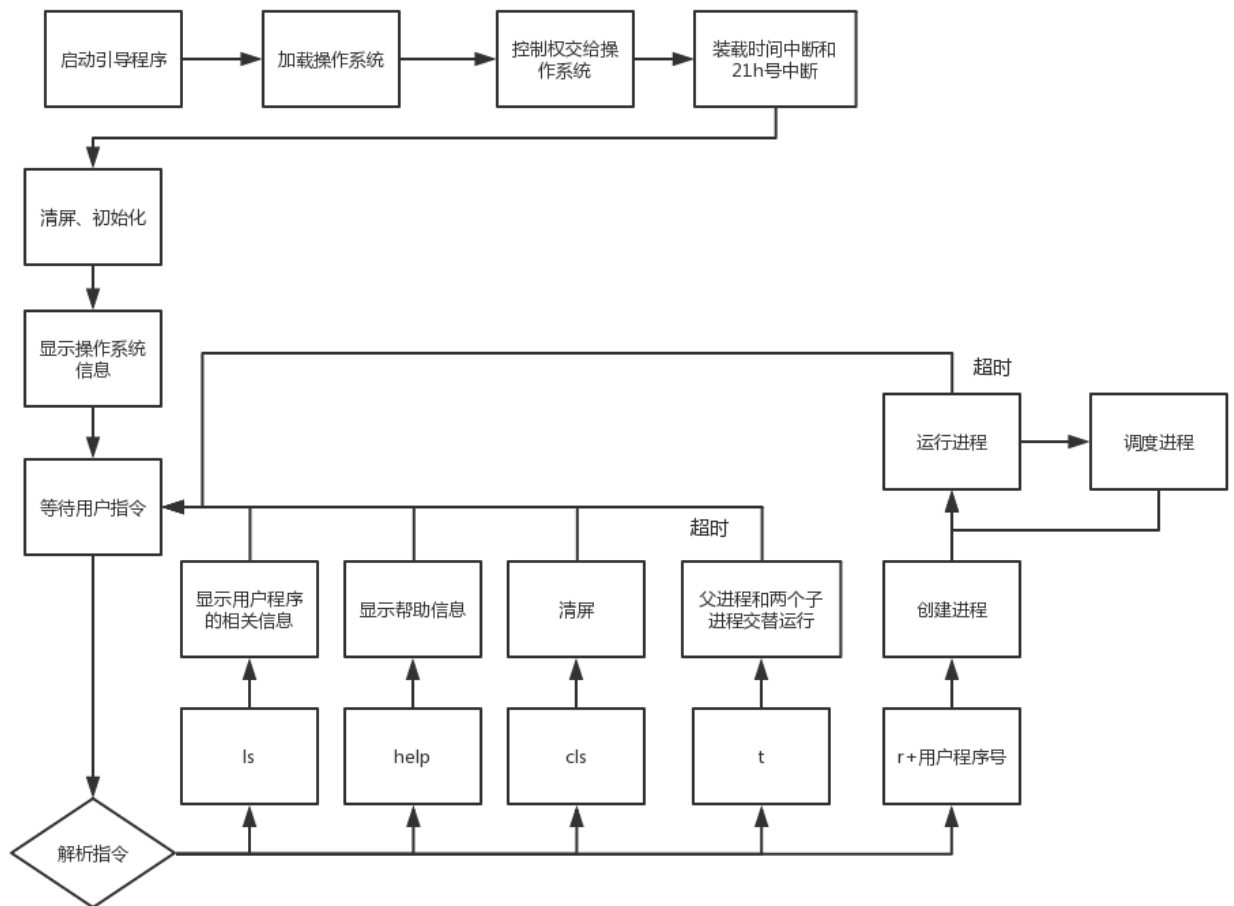 启动引导程序
加载操作系统
控制权交给操
作系统
装载时间中断和
21h号中断
清屏、初始化
显示操作系统
信息
超时
运行进程
调度进程
等待用户指令
超时
显示用户程序
的相关信息
显示帮助信息
清屏
父进程和两个子
进程交替运行
创建进程
ls
help
cls
t
r+用户程序号
解析指令